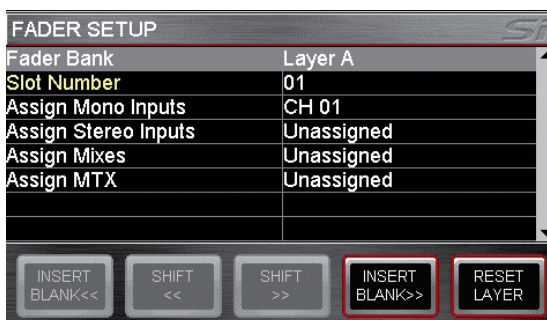 FADER SETUP Si
Fader Bank Layer A
Slot Number 01
Assign Mono Inputs CH 01
Assign Stereo Inputs Unassigned
Assign Mixes Unassigned
Assign MTX Unassigned
INSERT BLANK<< SHIFT << SHIFT >> INSERT BLANK>> RESET LAYER